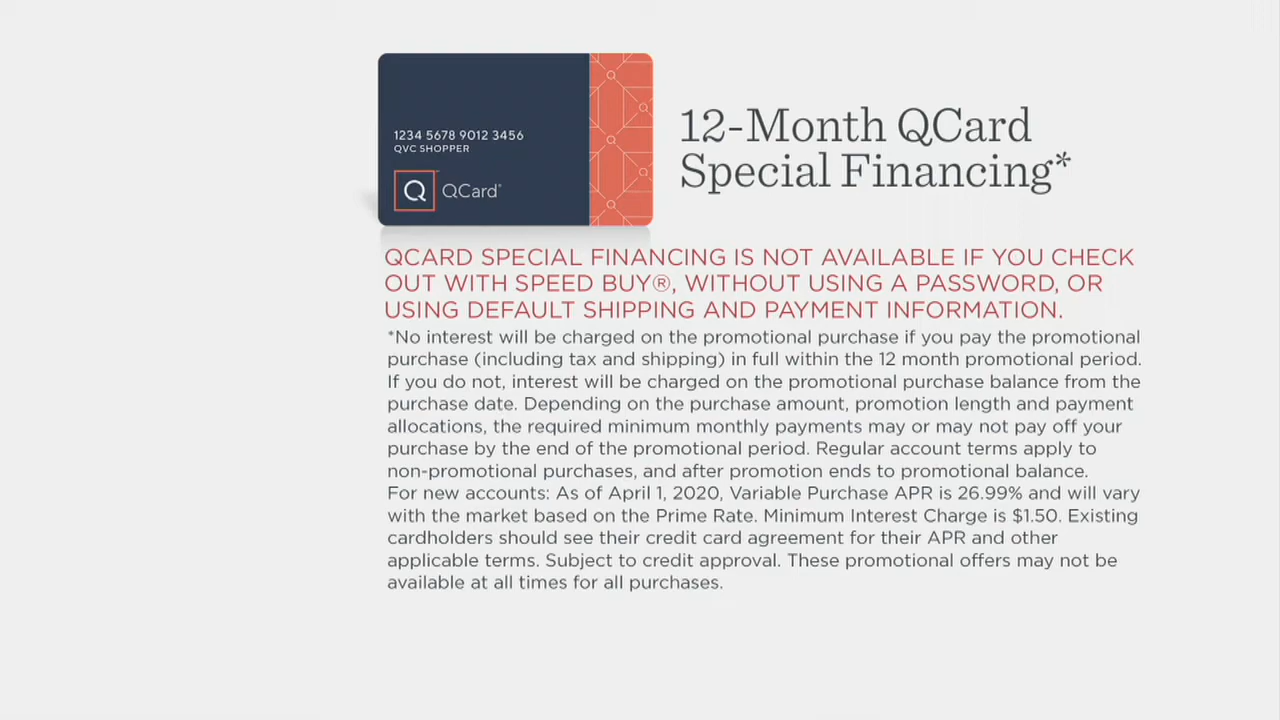 1234 5678 9012 3456
QVC SHOPPER
Q QCard®
12-Month QCard
Special Financing*
QCARD SPECIAL FINANCING IS NOT AVAILABLE IF YOU CHECK
OUT WITH SPEED BUY®, WITHOUT USING A PASSWORD, OR
USING DEFAULT SHIPPING AND PAYMENT INFORMATION.
*No interest will be charged on the promotional purchase if you pay the promotional
purchase (including tax and shipping) in full within the 12 month promotional period.
If you do not, interest will be charged on the promotional purchase balance from the
purchase date. Depending on the purchase amount, promotion length and payment
allocations, the required minimum monthly payments may or may not pay off your
purchase by the end of the promotional period. Regular account terms apply to
non-promotional purchases, and after promotion ends to promotional balance.
For new accounts: As of April 1, 2020, Variable Purchase APR is 26.99% and will vary
with the market based on the Prime Rate. Minimum Interest Charge is $1.50. Existing
cardholders should see their credit card agreement for their APR and other
applicable terms. Subject to credit approval. These promotional offers may not be
available at all times for all purchases.